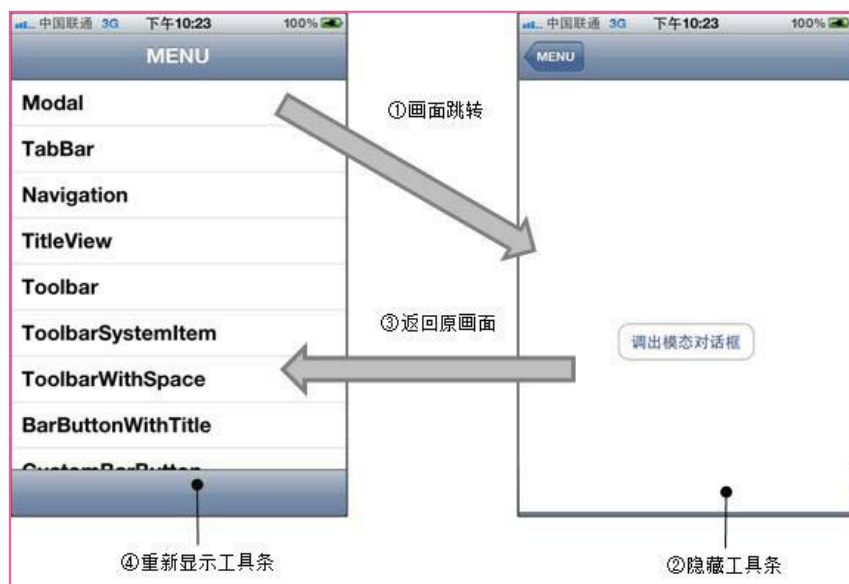 中国联通 3G 下午10:23 100%
MENU
Modal
TabBar
Navigation
TitleView
Toolbar
ToolbarSystemItem
ToolbarWithSpace
BarButtonWithTitle
CustomBarButton
④重新显示工具条
①画面跳转
③返回原画面
中国联通 3G 下午10:23 100%
MENU
调出模态对话框
②隐藏工具条